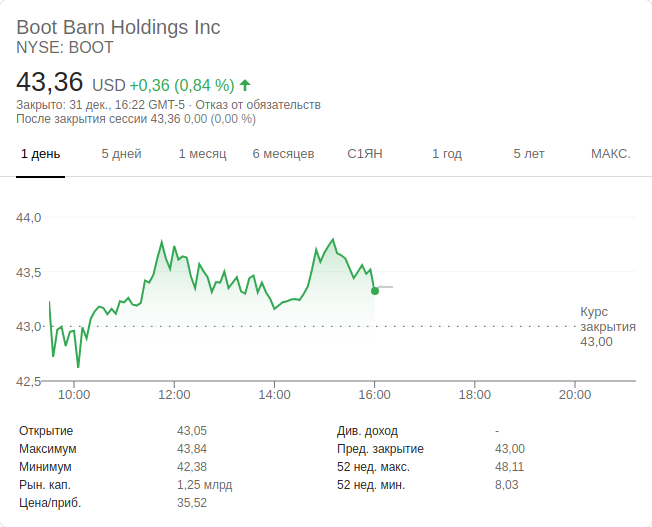 Boot Barn Holdings Inc
NYSE: BOOT
43,36 USD +0,36 (0,84 %)
Закрыто: 31 дек., 16:22 GMT-5 · Отказ от обязательств
После закрытия сессии 43,36 0,00 (0,00 %)
1 день 5 дней 1 месяц 6 месяцев С1ЯН 1 год 5 лет МАКС.
44,0
43,5
43,0
42,5
Курс
закрытия
43,00
10:00 12:00 14:00 16:00 18:00 20:00
Открытие 43,05 Див. доход -
Максимум 43,84 Пред. закрытие 43,00
Минимум 42,38 52 нед. макс. 48,11
Рын. кап. 1,25 млрд 52 нед. мин. 8,03
Цена/приб. 35,52